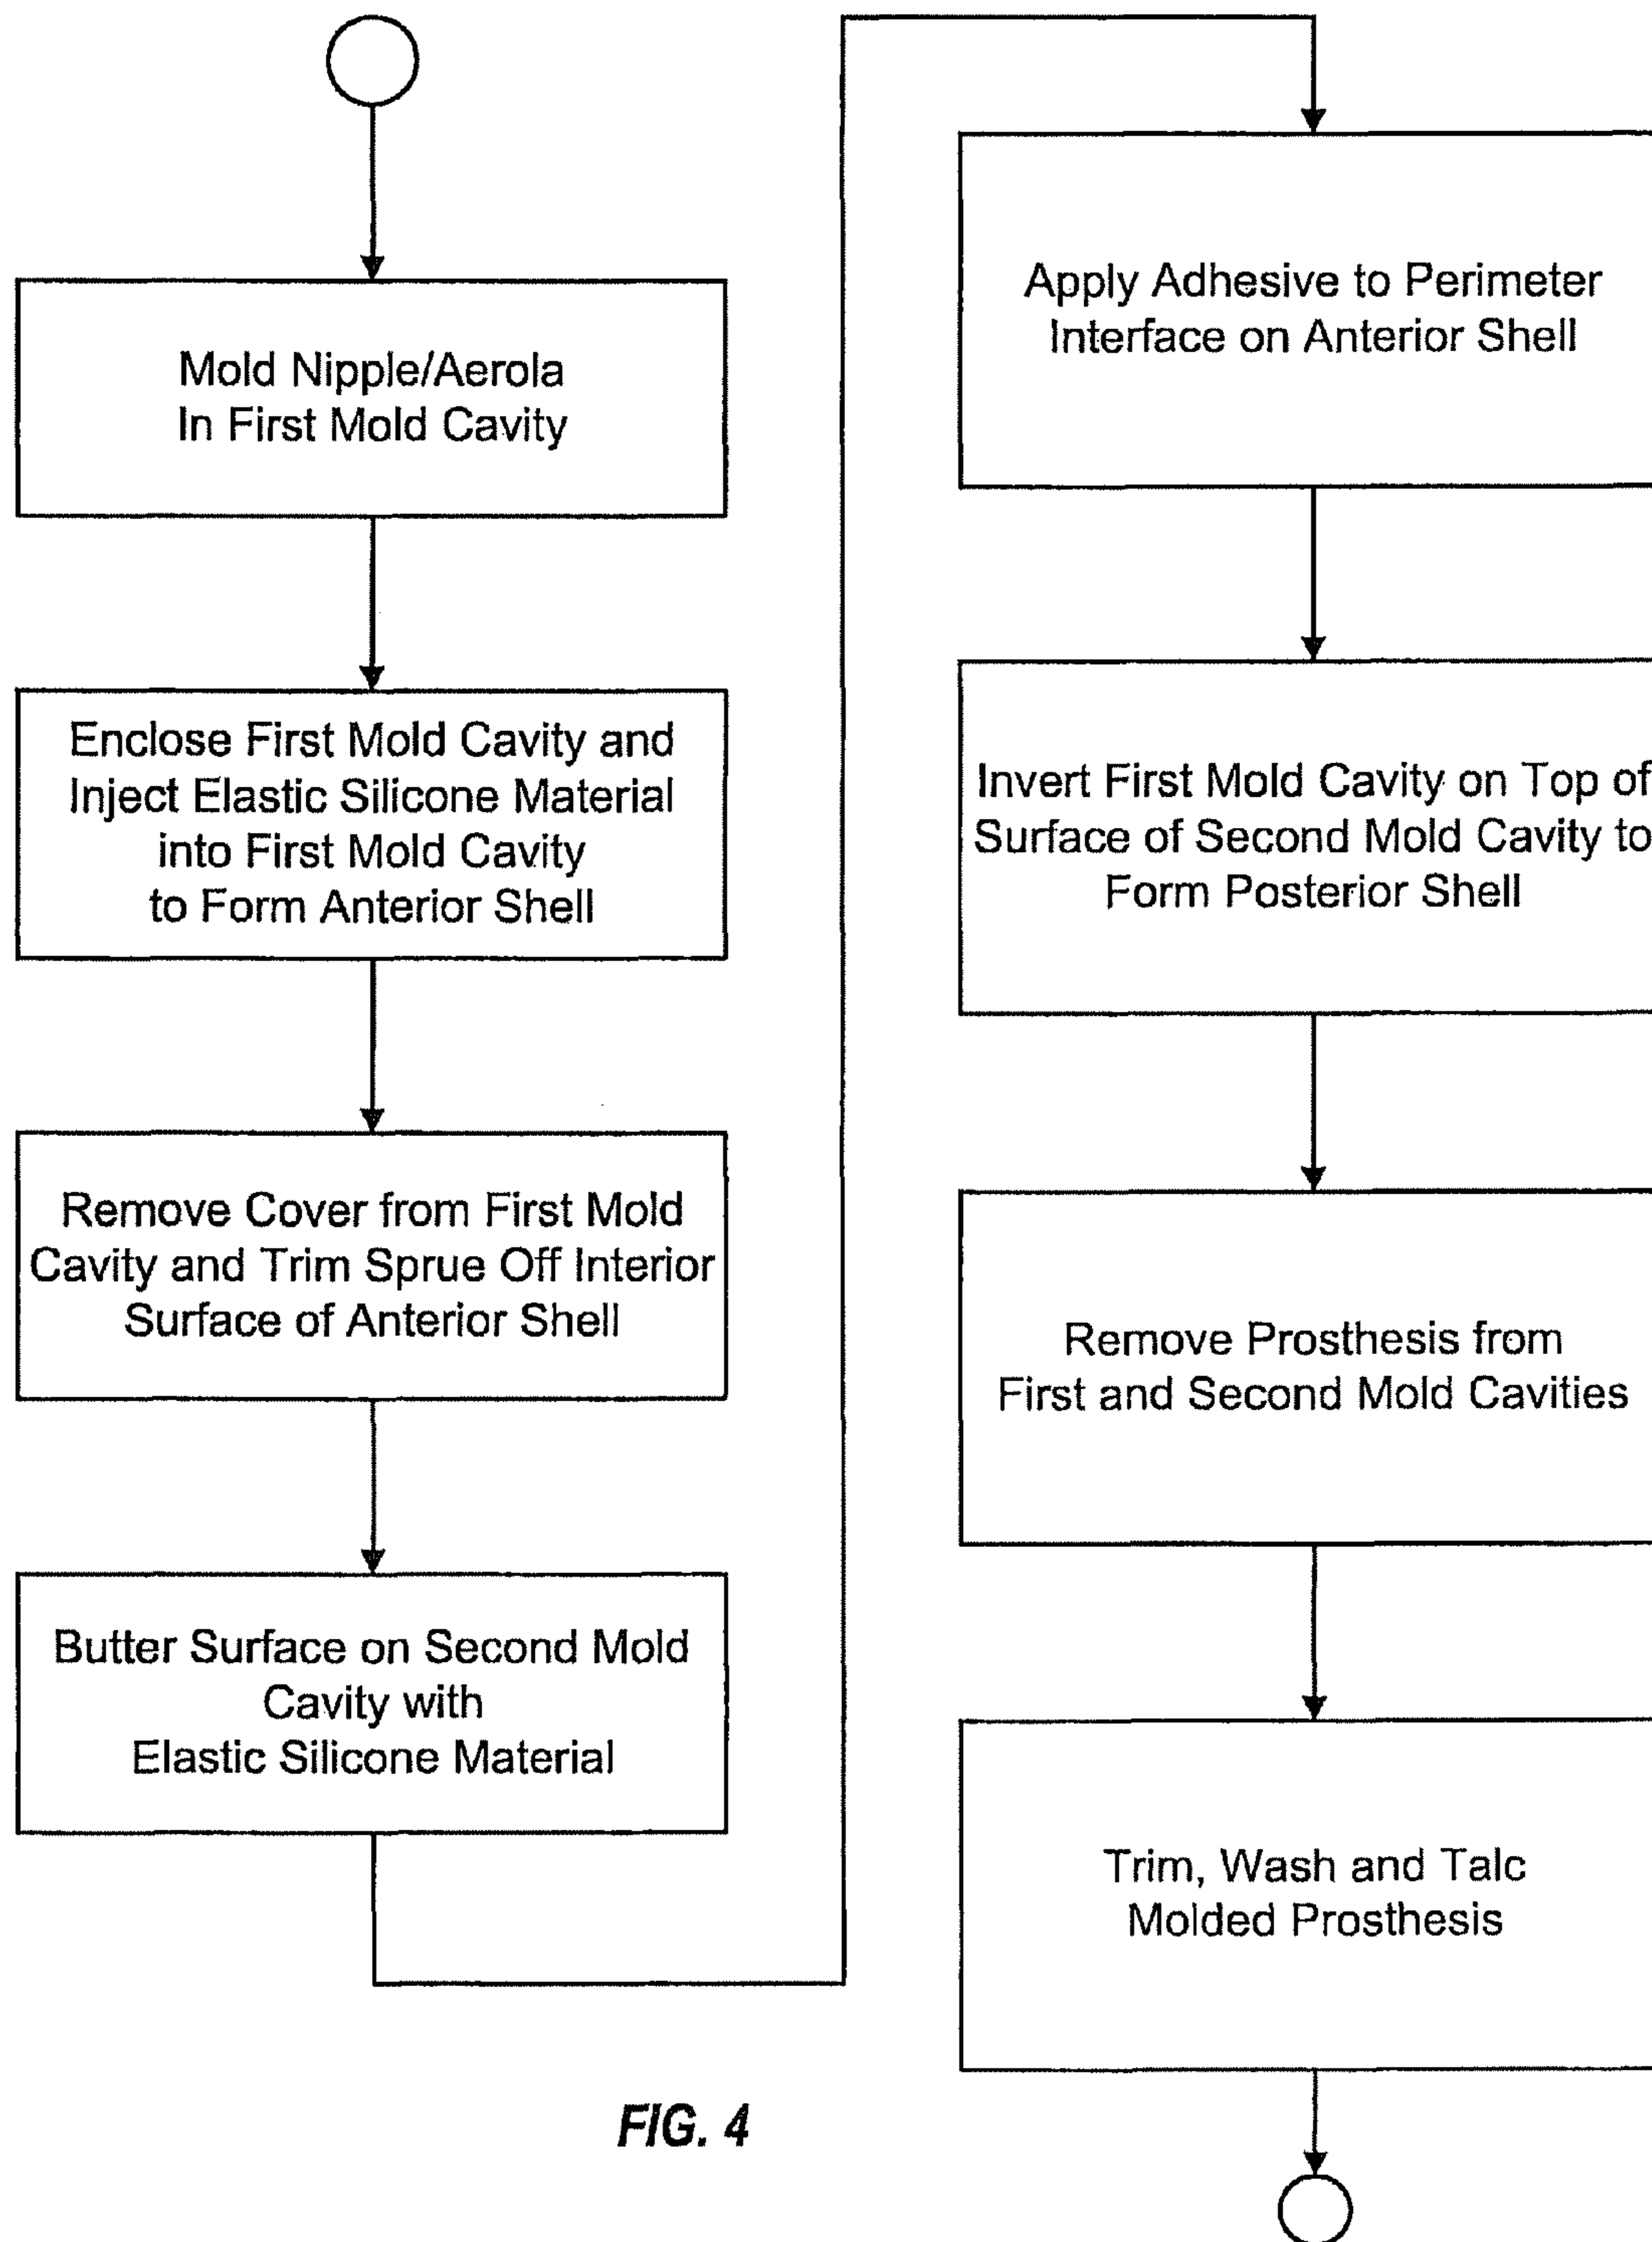 Mold Nipple/Aerola
In First Mold Cavity
Enclose First Mold Cavity and
Inject Elastic Silicone Material
into First Mold Cavity
to Form Anterior Shell
Remove Cover from First Mold
Cavity and Trim Sprue Off Interior
Surface of Anterior Shell
Butter Surface on Second Mold
Cavity with
Elastic Silicone Material
Apply Adhesive to Perimeter
Interface on Anterior Shell
Invert First Mold Cavity on Top of
Surface of Second Mold Cavity to
Form Posterior Shell
Remove Prosthesis from
First and Second Mold Cavities
Trim, Wash and Talc
Molded Prosthesis
FIG. 4